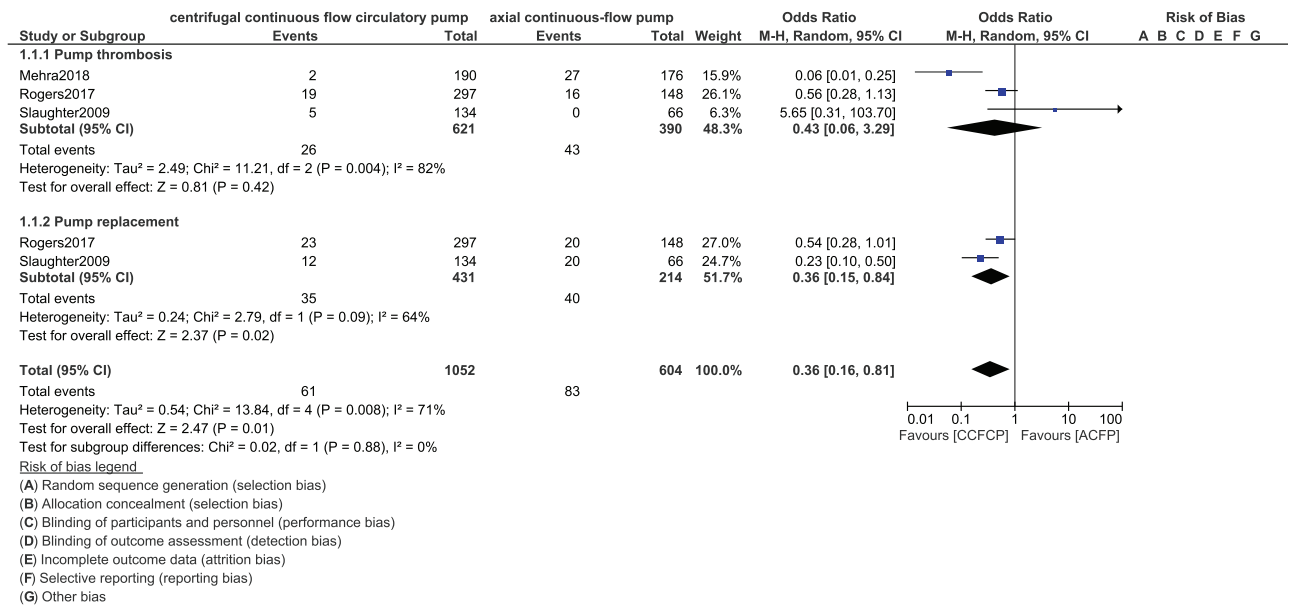 centrifugal continuous flow circulatory pump axial continuous-flow pump Odds Ratio Odds Ratio Risk of Bias
Study or Subgroup Events Total Events Total Weight M-H, Random, 95% CI M-H, Random, 95% CI A B C D E F G
1.1.1 Pump thrombosis
Mehra2018 2 190 27 176 15.9% 0.06 [0.01, 0.25]
Rogers2017 19 297 16 148 26.1% 0.56 [0.28, 1.13]
Slaughter2009 5 134 0 66 6.3% 5.65 [0.31, 103.70]
Subtotal (95% CI) 621 390 48.3% 0.43 [0.06, 3.29]
Total events 26 43
Heterogeneity: Tau² = 2.49; Chi² = 11.21, df = 2 (P = 0.004); I² = 82%
Test for overall effect: Z = 0.81 (P = 0.42)
1.1.2 Pump replacement
Rogers2017 23 297 20 148 27.0% 0.54 [0.28, 1.01]
Slaughter2009 12 134 20 66 24.7% 0.23 [0.10, 0.50]
Subtotal (95% CI) 431 214 51.7% 0.36 [0.15, 0.84]
Total events 35 40
Heterogeneity: Tau² = 0.24; Chi² = 2.79, df = 1 (P = 0.09); I² = 64%
Test for overall effect: Z = 2.37 (P = 0.02)
Total (95% CI) 1052 604 100.0% 0.36 [0.16, 0.81]
Total events 61 83
Heterogeneity: Tau² = 0.54; Chi² = 13.84, df = 4 (P = 0.008); I² = 71%
Test for overall effect: Z = 2.47 (P = 0.01)
Test for subgroup differences: Chi² = 0.02, df = 1 (P = 0.88), I² = 0%
0.01 0.1 1 10 100
Favours [CCFCP] Favours [ACFP]
Risk of bias legend
(A) Random sequence generation (selection bias)
(B) Allocation concealment (selection bias)
(C) Blinding of participants and personnel (performance bias)
(D) Blinding of outcome assessment (detection bias)
(E) Incomplete outcome data (attrition bias)
(F) Selective reporting (reporting bias)
(G) Other bias